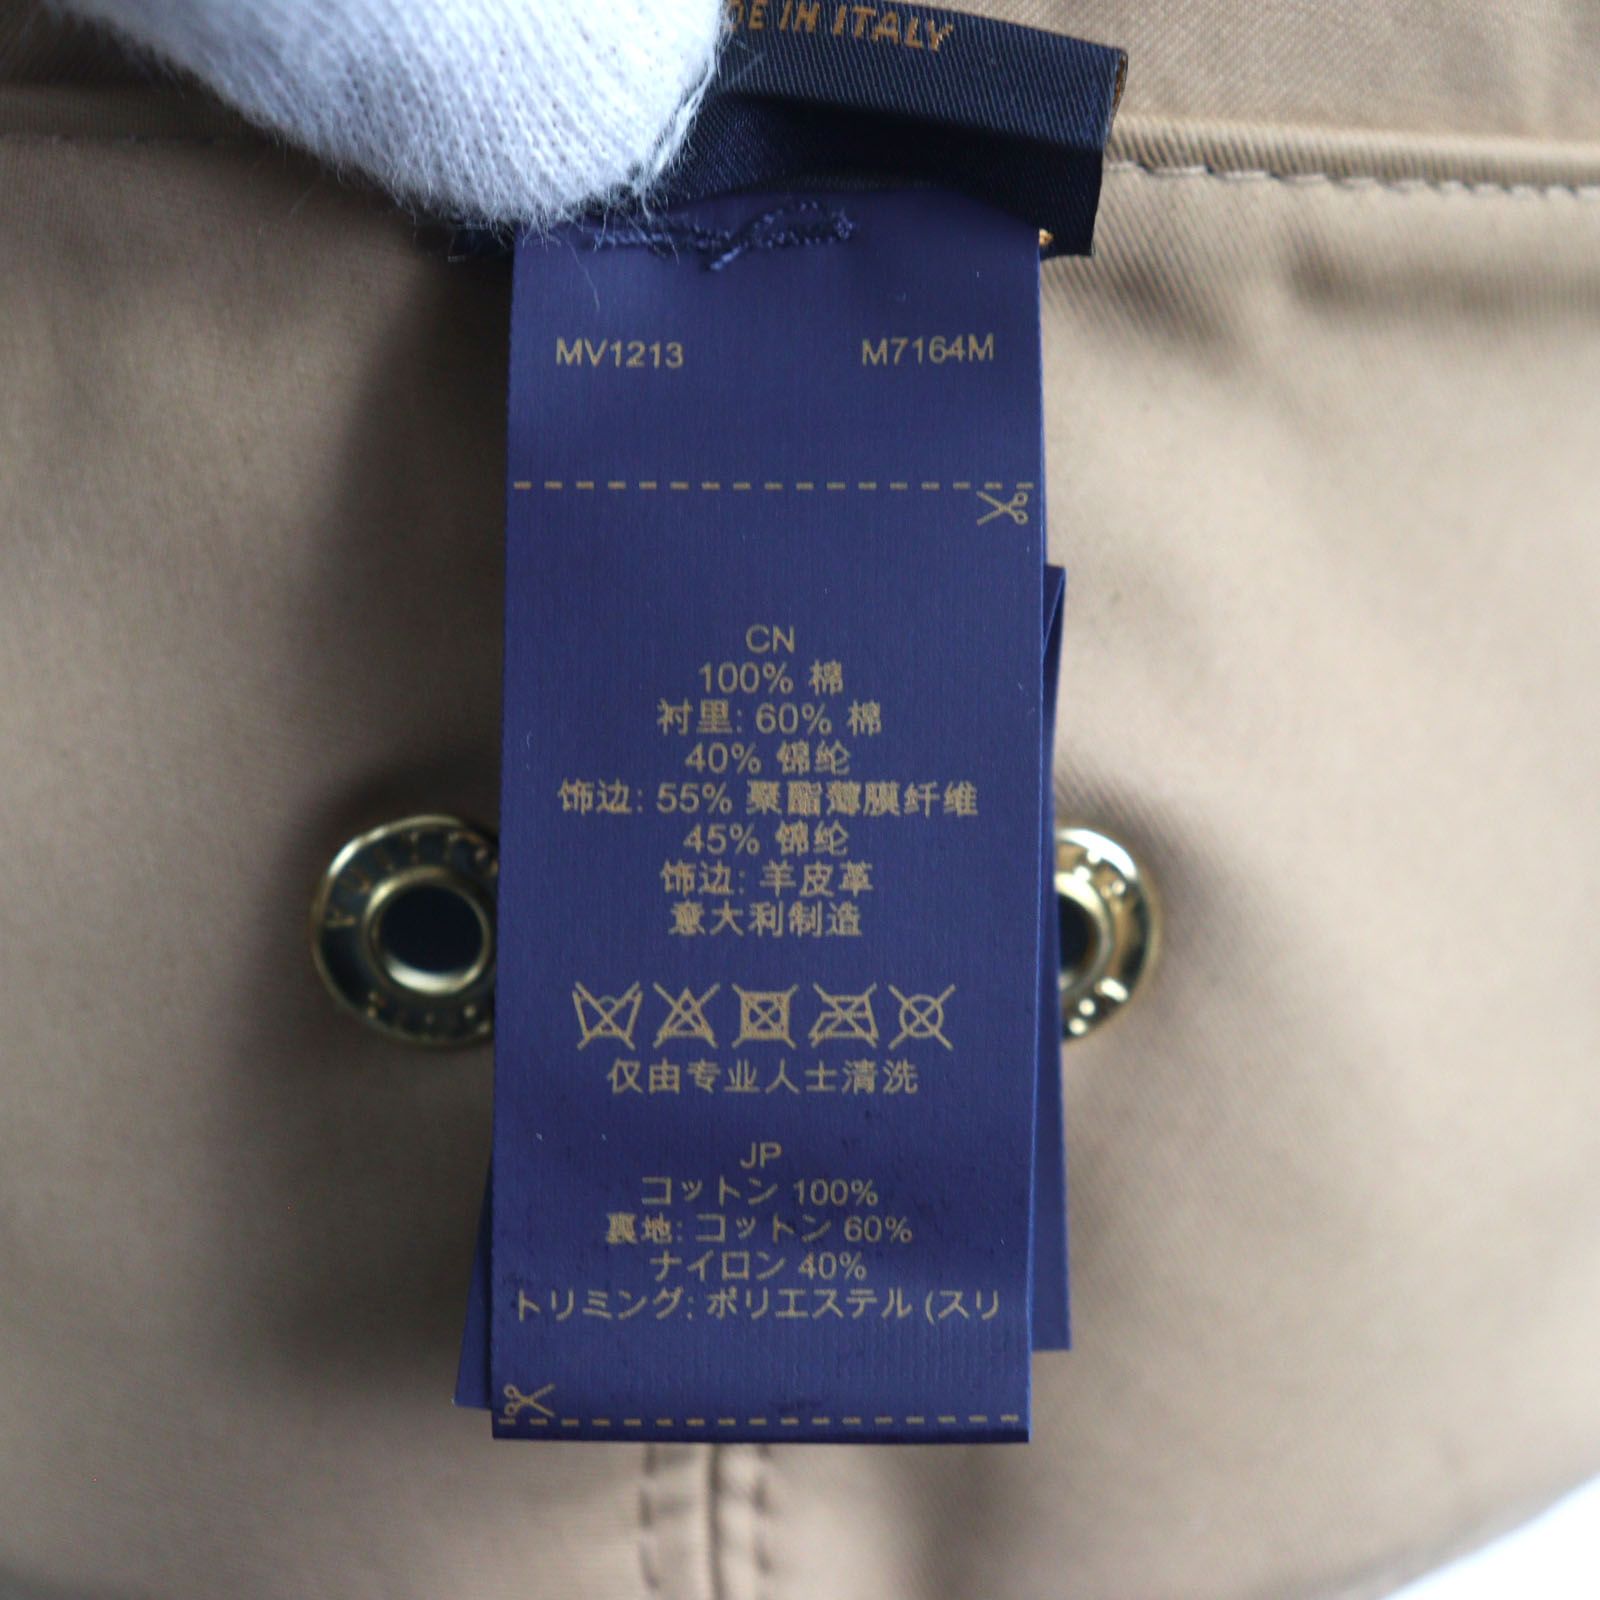 IN ITALY
MV1213 M7164M
CN
100% 棉
衬里: 60% 棉
40% 锦纶
饰边: 55% 聚酯薄膜纤维
45% 锦纶
饰边: 羊皮革
意大利制造
仅由专业人士清洗
JP
コットン 100%
裏地: コットン 60%
ナイロン 40%
トリミング: ポリエステル (スリ